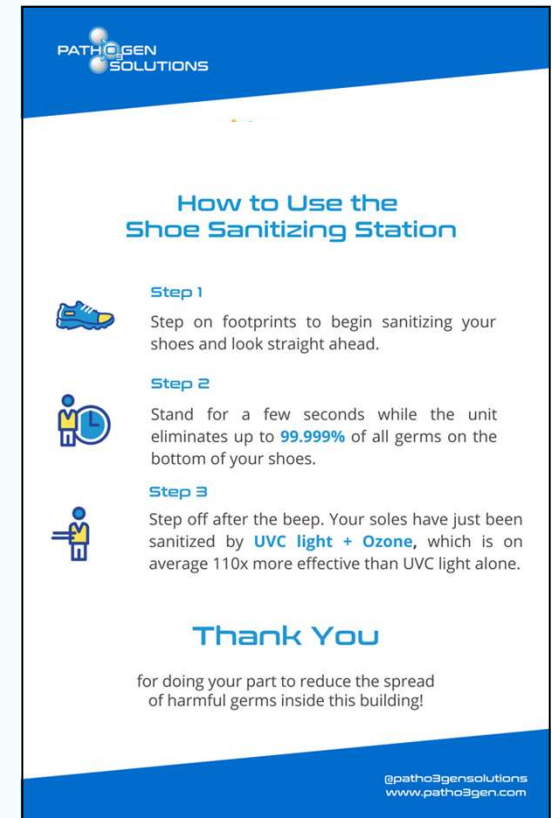 PATHO3GEN
SOLUTIONS
How to Use the
Shoe Sanitizing Station
Step 1
Step on footprints to begin sanitizing your
shoes and look straight ahead.
Step 2
Stand for a few seconds while the unit
eliminates up to 99.999% of all germs on the
bottom of your shoes.
Step 3
Step off after the beep. Your soles have just been
sanitized by UVC light + Ozone, which is on
average 110x more effective than UVC light alone.
Thank You
for doing your part to reduce the spread
of harmful germs inside this building!
@patho3gensolutions
www.patho3gen.com